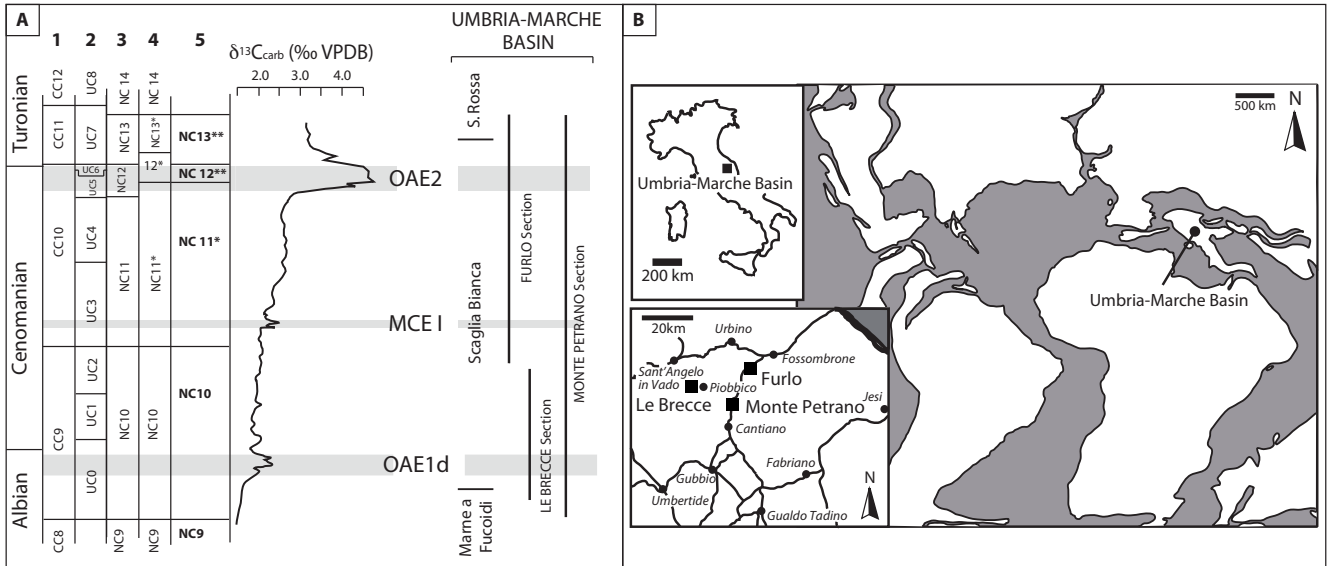 A
1 2 3 4 5
δ13Ccarb (‰ VPDB)
2.0 3.0 4.0
UMBRIA-MARCHE
BASIN
Turonian
Cenomanian
Albian
CC12
CC11
CC10
CC9
CC8
UC8
UC7
UC6
UC5
UC4
UC3
UC2
UC1
UC0
NC 14
NC13
NC12
NC11
NC10
NC9
NC 14
NC13*
12*
NC11*
NC10
NC9
NC13**
NC 12**
NC 11*
NC10
NC9
OAE2
MCE I
OAE1d
S. Rossa
Scaglia Bianca
Marne a
Fucoidi
FURLO Section
LE BRECCE Section
MONTE PETRANO Section
B
Umbria-Marche Basin
200 km
500 km
N
Umbria-Marche Basin
20km
Urbino
Fossombrone
Sant'Angelo
in Vado
Piobbico
Furlo
Le Brecce
Monte Petrano
Jesi
Cantiano
Gubbio
Fabriano
Umbertide
Gualdo Tadino
N